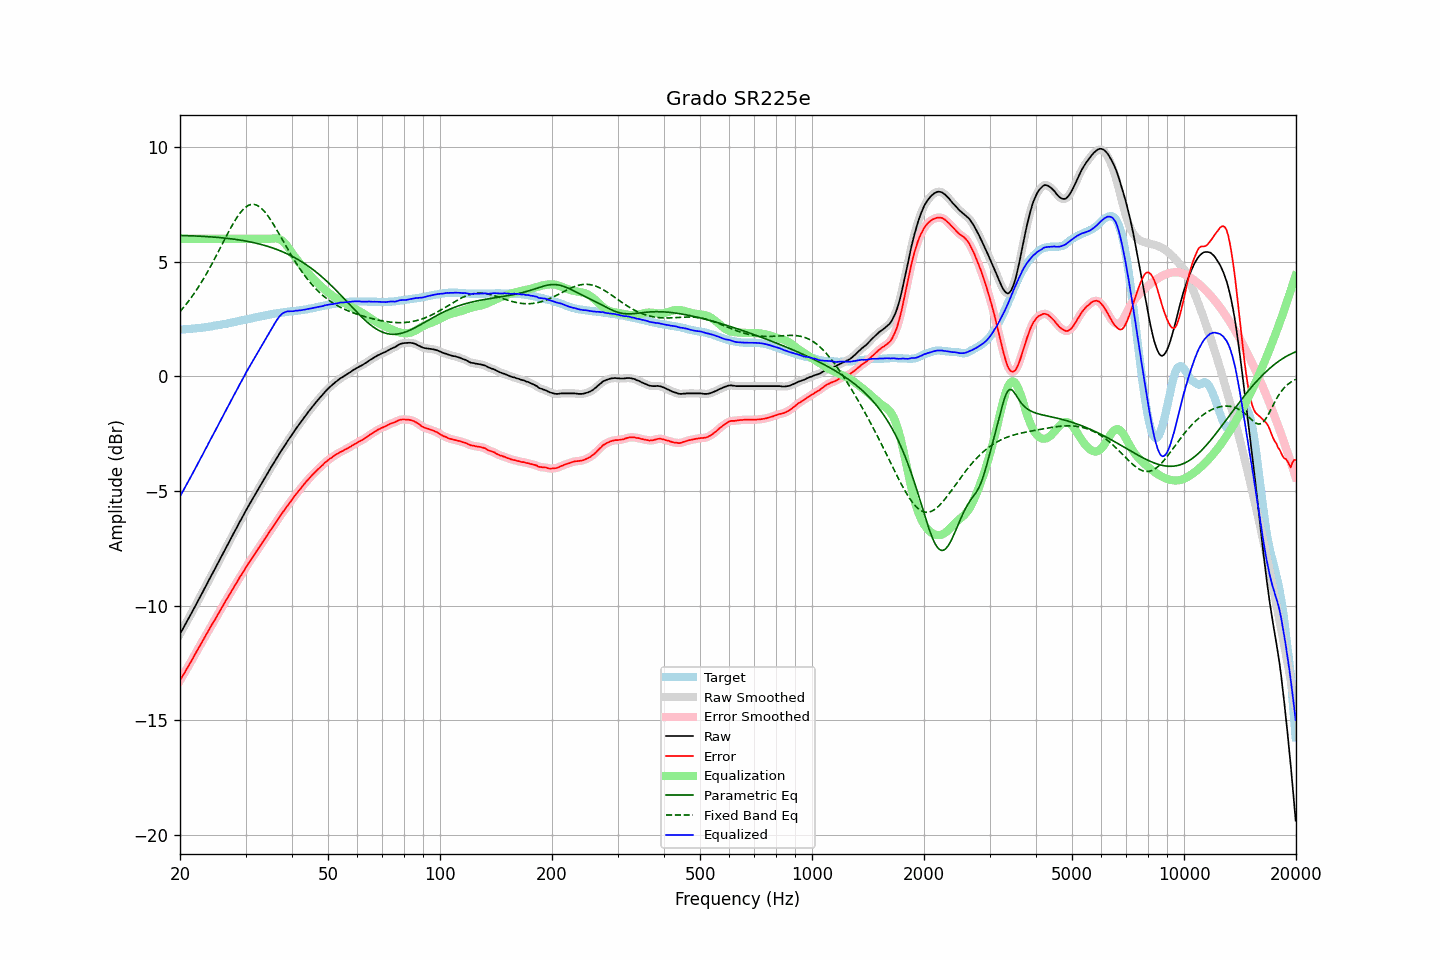 Grado SR225e
Amplitude (dBr)
10
5
0
−5
−10
−15
−20
Target
Raw Smoothed
Error Smoothed
Raw
Error
Equalization
Parametric Eq
Fixed Band Eq
Equalized
20 50 100 200 500 1000 2000 5000 10000 20000
Frequency (Hz)